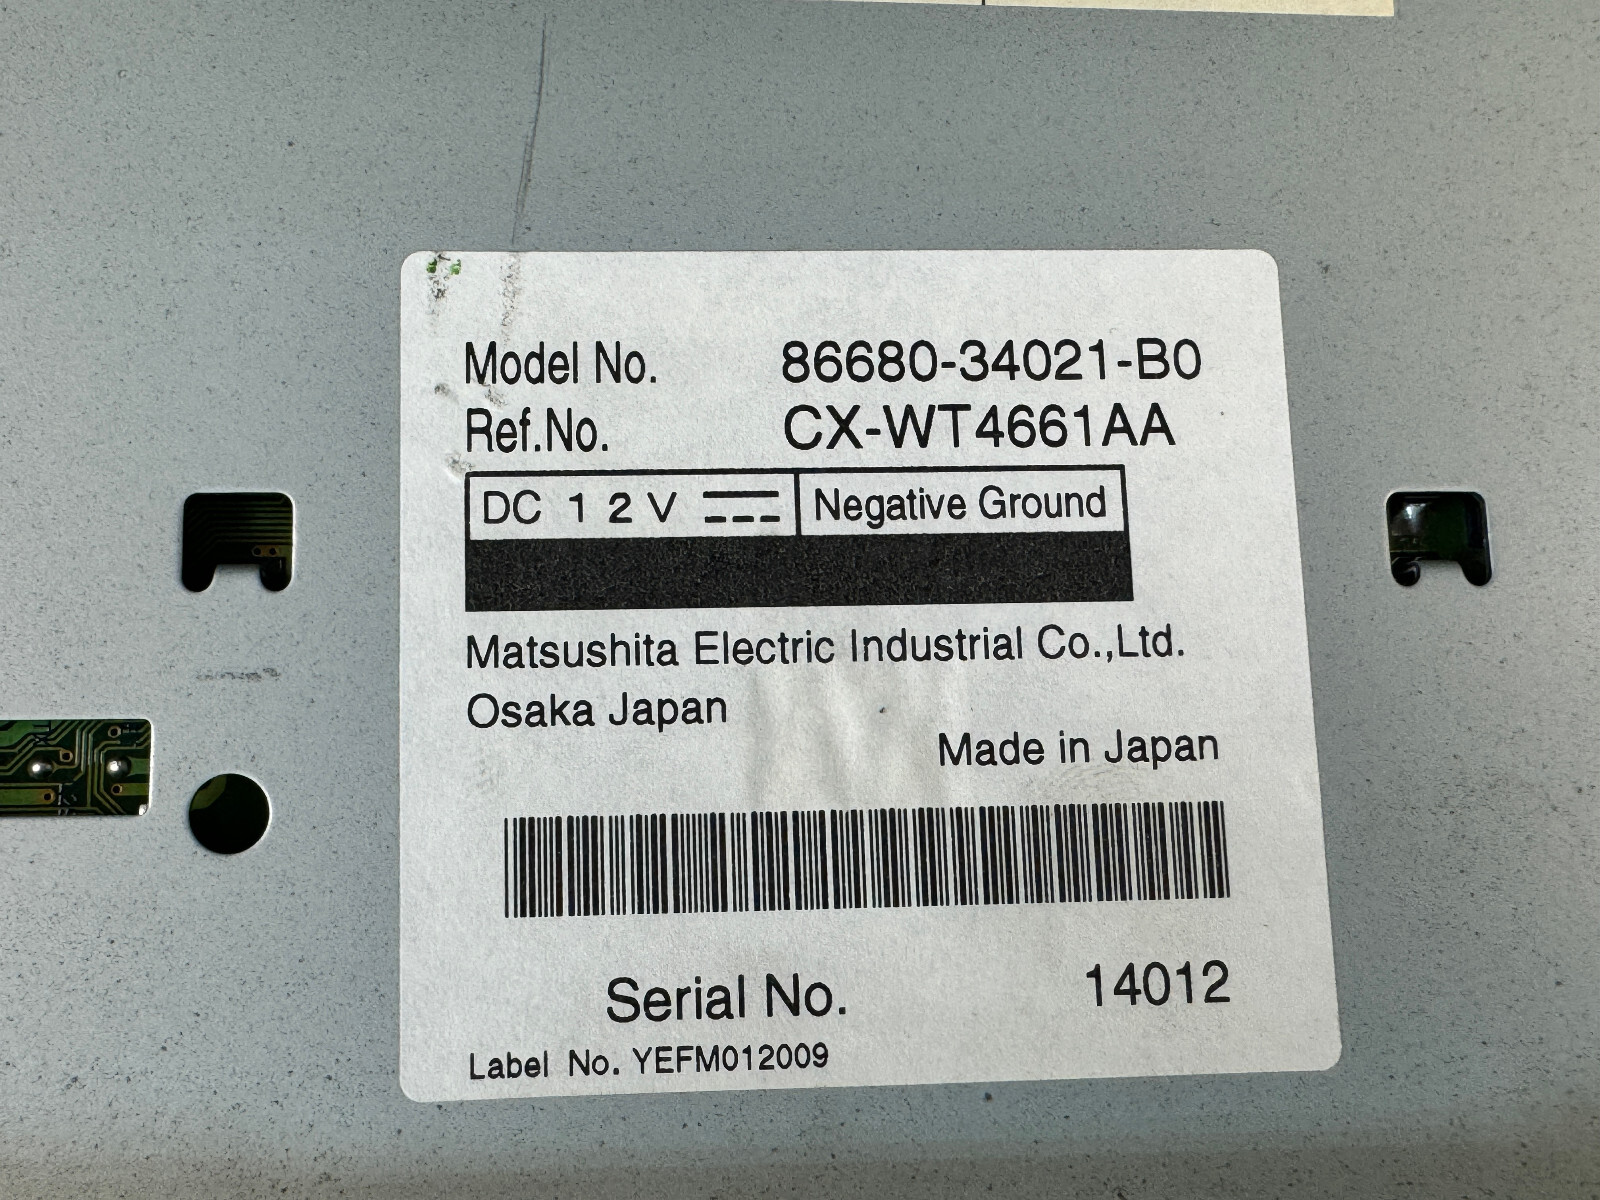 Model No. 86680-34021-B0
Ref.No. CX-WT4661AA
DC 12V Negative Ground
Matsushita Electric Industrial Co.,Ltd.
Osaka Japan
Made in Japan
Serial No. 14012
Label No. YEFM012009